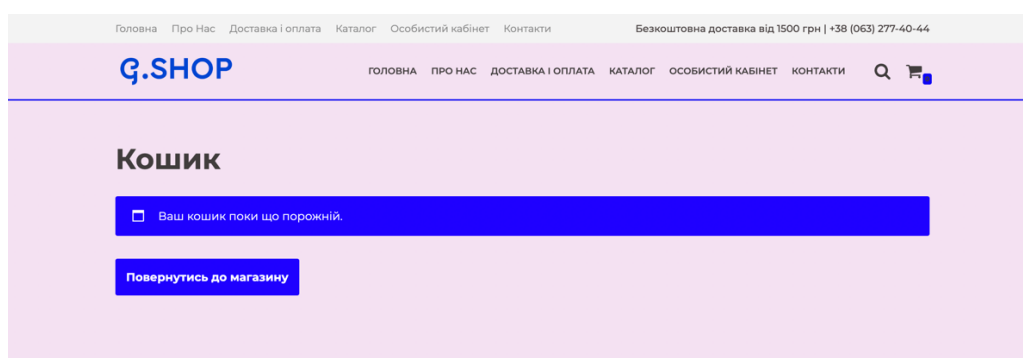 Головна Про Нас Доставка і оплата Каталог Особистий кабінет Контакти Безкоштовна доставка від 1500 грн | +38 (063) 277-40-44
G.SHOP ГОЛОВНА ПРО НАС ДОСТАВКА І ОПЛАТА КАТАЛОГ ОСОБИСТИЙ КАБІНЕТ КОНТАКТИ
Кошик
Ваш кошик поки що порожній.
Повернутись до магазину